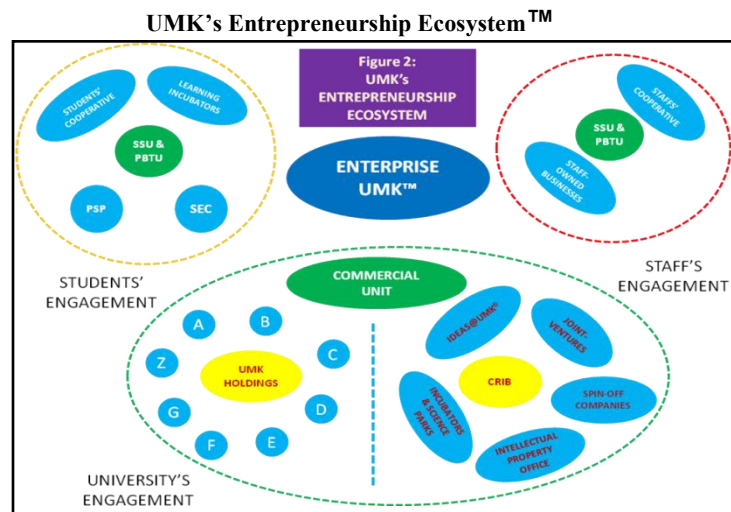 UMK's Entrepreneurship Ecosystem™
Figure 2:
UMK's
ENTREPRENEURSHIP
ECOSYSTEM
ENTERPRISE
UMK™
STUDENTS'
COOPERATIVE
LEARNING
INCUBATORS
SSU &
PBTU
PSP
SEC
STUDENTS'
ENGAGEMENT
STAFFS'
COOPERATIVE
SSU &
PBTU
STAFF-
OWNED
BUSINESSES
STAFF'S
ENGAGEMENT
COMMERCIAL
UNIT
A
B
C
D
E
F
G
Z
UMK
HOLDINGS
IDEAS@UMK®
JOINT-
VENTURES
CRIB
SPIN-OFF
COMPANIES
INCUBATORS
& SCIENCE
PARKS
INTELLECTUAL
PROPERTY
OFFICE
UNIVERSITY'S
ENGAGEMENT